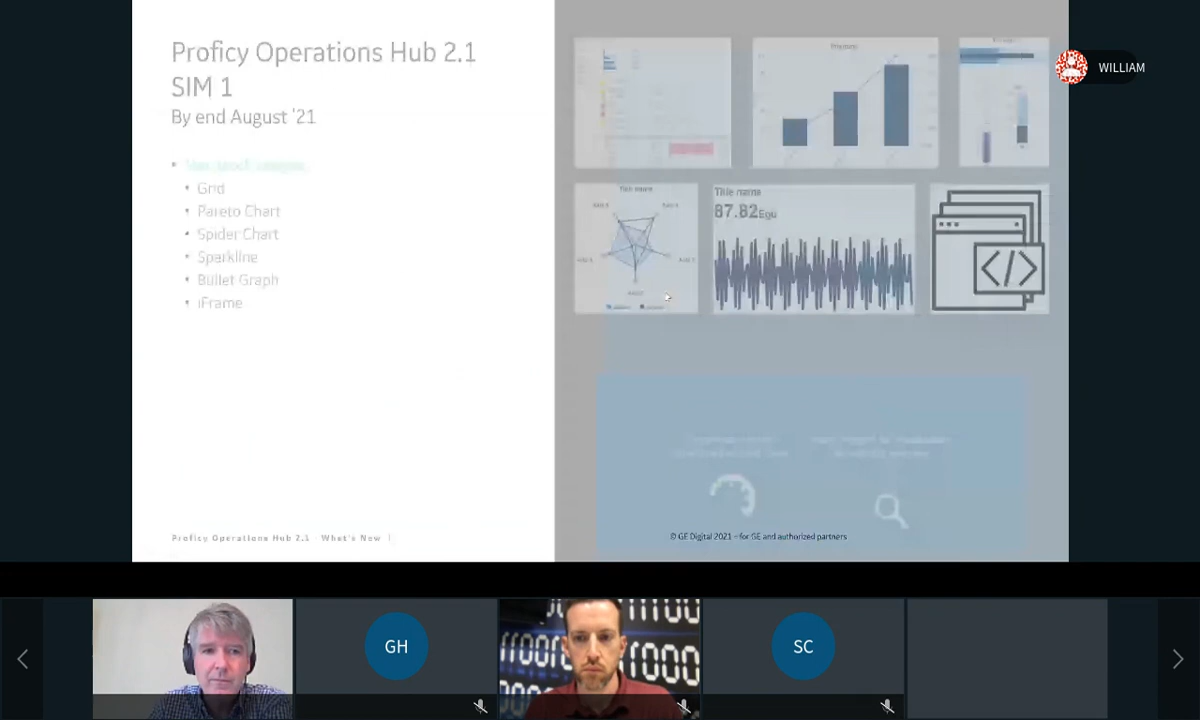 Proficy Operations Hub 2.1
SIM 1
By end August '21
Grid
Pareto Chart
Spider Chart
Sparkline
Bullet Graph
iFrame
Title name
Title name
87.82 Egu
Proficy Operations Hub 2.1 What's Now |
© GE Digital 2021 – for GE and authorized partners
WILLIAM
GH
SC